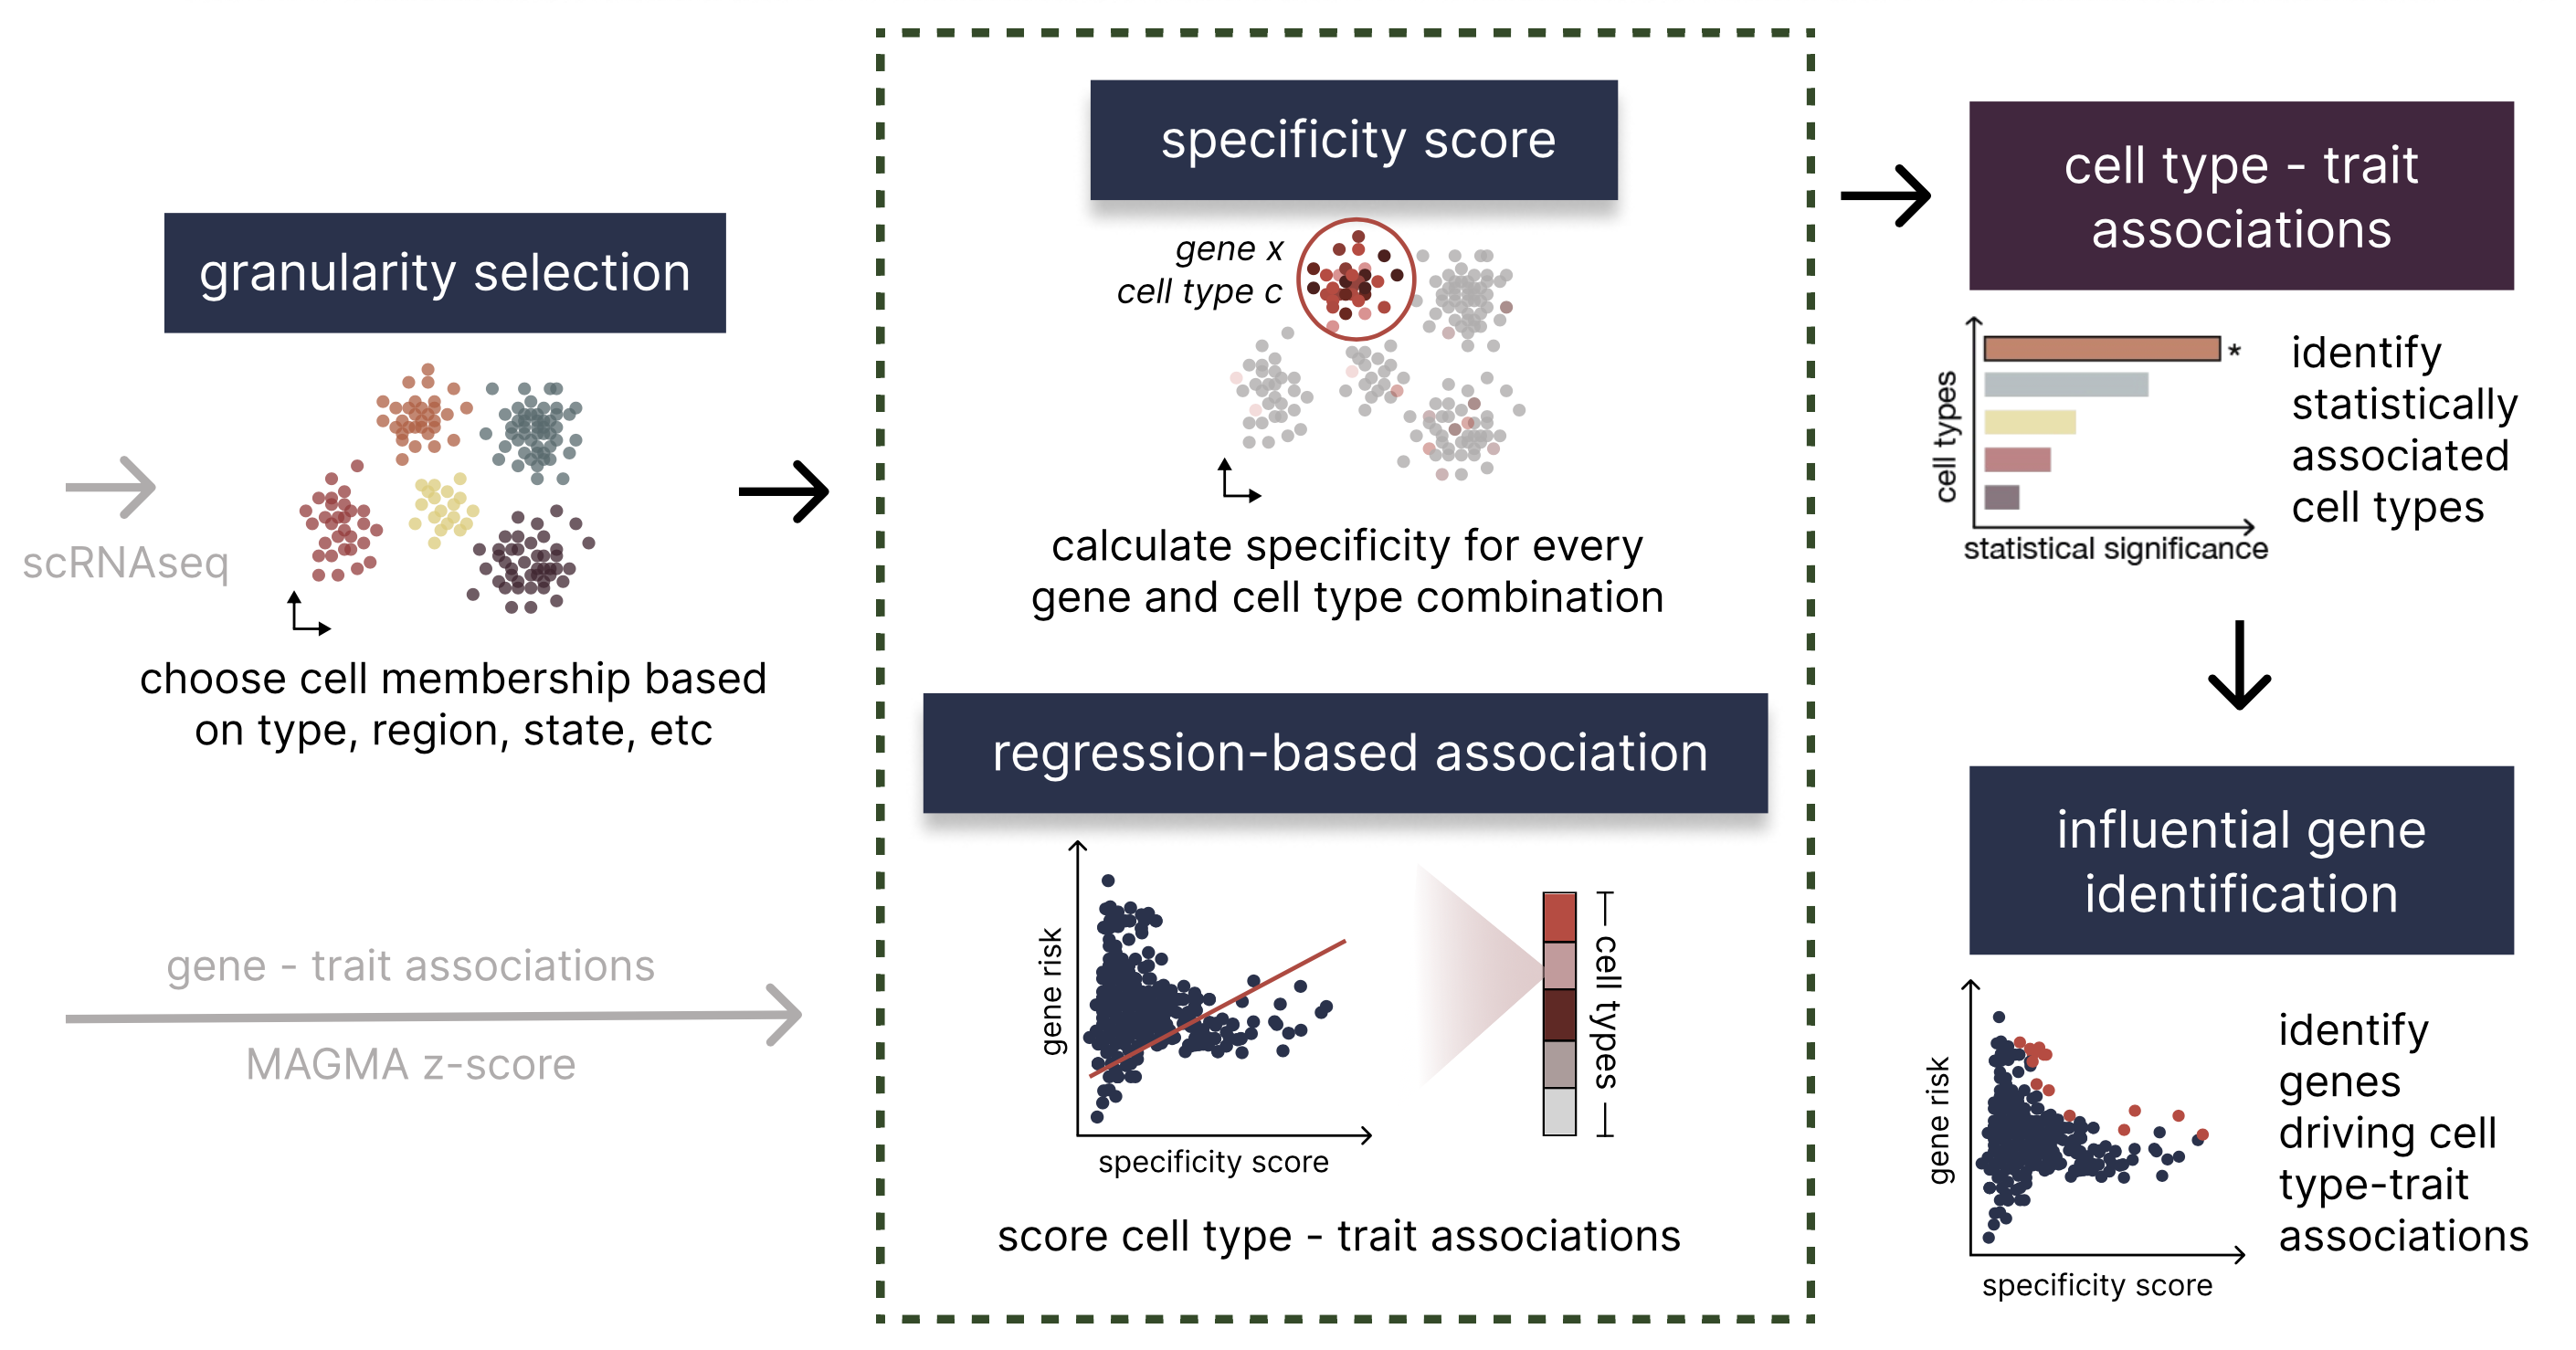 scRNAseq
granularity selection
choose cell membership based
on type, region, state, etc
gene - trait associations
MAGMA z-score
specificity score
gene x
cell type c
calculate specificity for every
gene and cell type combination
regression-based association
gene risk
specificity score
cell types
score cell type - trait associations
cell type - trait
associations
cell types
*
statistical significance
identify
statistically
associated
cell types
influential gene
identification
gene risk
specificity score
identify
genes
driving cell
type-trait
associations